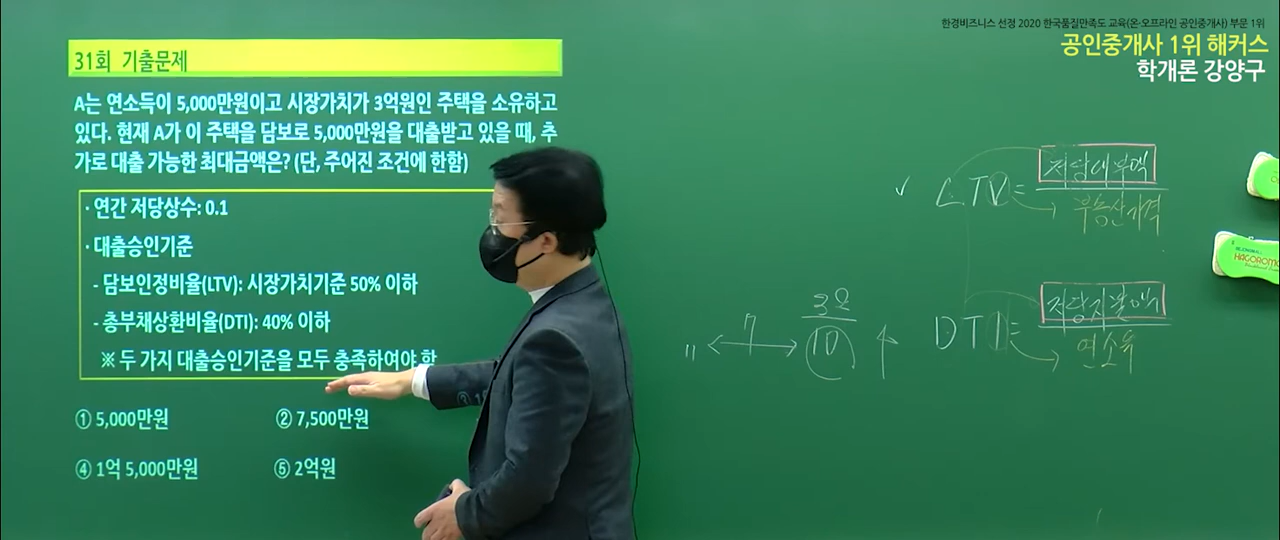 한경비즈니스 선정 2020 한국품질만족도 교육(온·오프라인 공인중개사) 부문 1위
공인중개사 1위 해커스
학개론 강양구
31회 기출문제
A는 연소득이 5,000만원이고 시장가치가 3억원인 주택을 소유하고
있다. 현재 A가 이 주택을 담보로 5,000만원을 대출받고 있을 때, 추
가로 대출 가능한 최대금액은? (단, 주어진 조건에 한함)
· 연간 저당상수: 0.1
· 대출승인기준
- 담보인정비율(LTV): 시장가치기준 50% 이하
- 총부채상환비율(DTI): 40% 이하
※ 두 가지 대출승인기준을 모두 충족하여야 함
① 5,000만원
② 7,500만원
④ 1억 5,000만원
⑤ 2억원
LTV = 저당대부액
부동산가격
DTI = 저당지불액
연소득
7
10
HAGOROMO